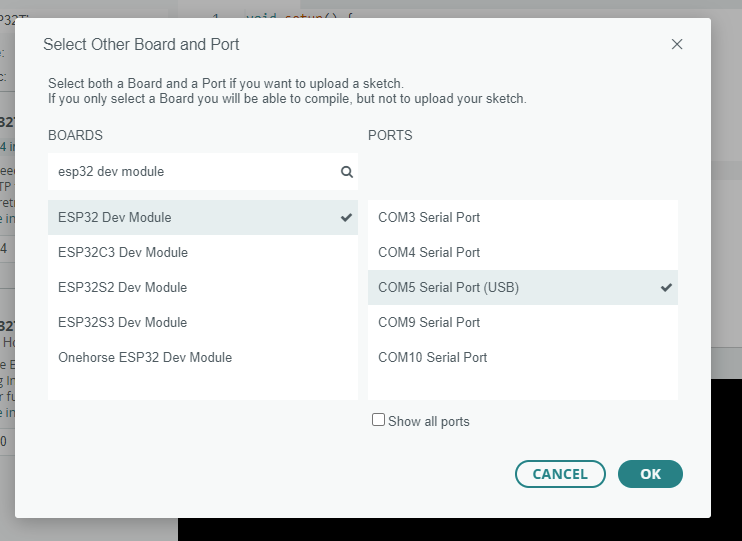 1 void setup() {
Select Other Board and Port
Select both a Board and a Port if you want to upload a sketch.
If you only select a Board you will be able to compile, but not to upload your sketch.
BOARDS
PORTS
esp32 dev module
ESP32 Dev Module
ESP32C3 Dev Module
ESP32S2 Dev Module
ESP32S3 Dev Module
Onehorse ESP32 Dev Module
COM3 Serial Port
COM4 Serial Port
COM5 Serial Port (USB)
COM9 Serial Port
COM10 Serial Port
Show all ports
CANCEL
OK